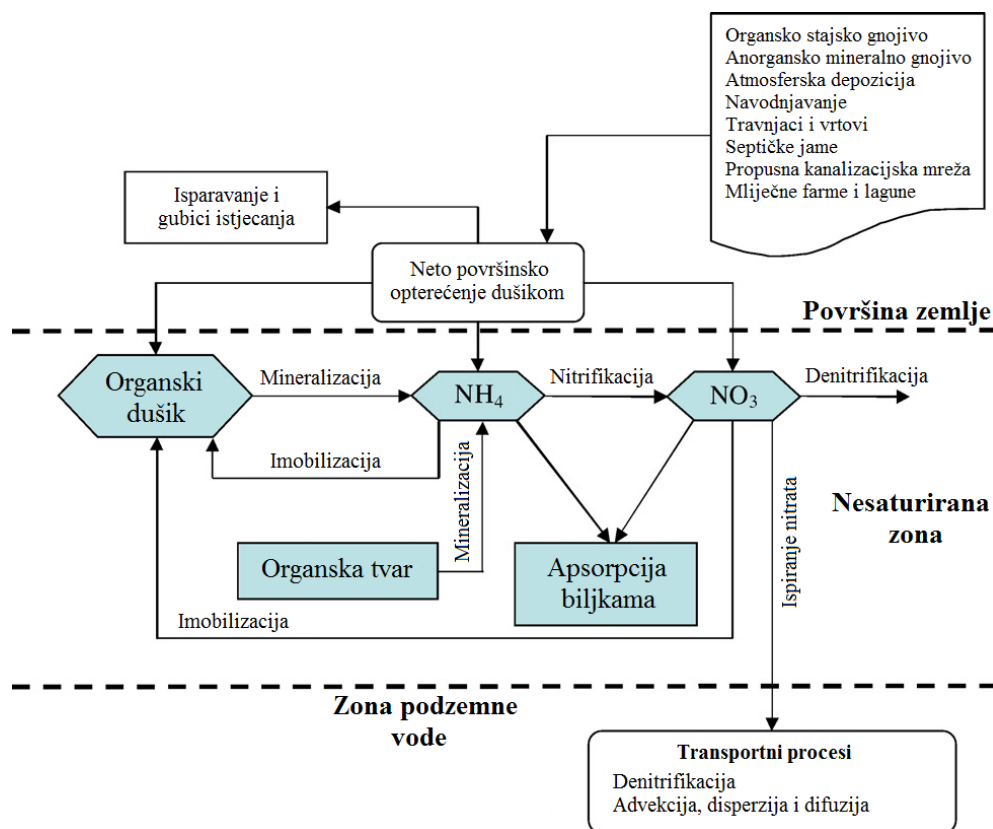 Organsko stajsko gnojivo
Anorgansko mineralno gnojivo
Atmosferska depozicija
Navodnjavanje
Travnjaci i vrtovi
Septičke jame
Propusna kanalizacijska mreža
Mliječne farme i lagune
Isparavanje i
gubici istjecanja
Neto površinsko
opterećenje dušikom
Površina zemlje
Organski
dušik
Mineralizacija
NH₄
Nitrifikacija
NO₃
Denitrifikacija
Imobilizacija
Mineralizacija
Ispiranje nitrata
Nesaturirana
zona
Organska tvar
Apsorpcija
biljkama
Imobilizacija
Zona podzemne
vode
Transportni procesi
Denitrifikacija
Advekcija, disperzija i difuzija